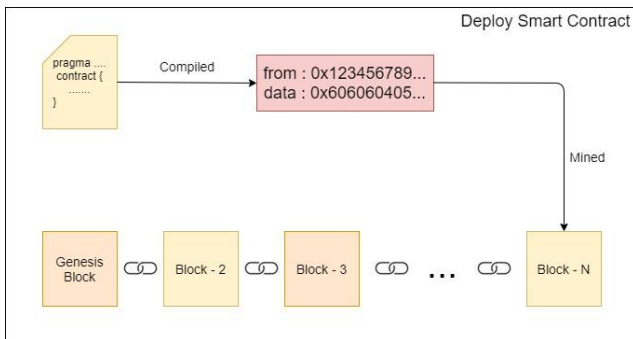 Deploy Smart Contract
pragma ....
contract {
.......
}
Compiled
from : 0x123456789...
data : 0x606060405...
Mined
Genesis
Block
Block - 2
Block - 3
...
Block - N